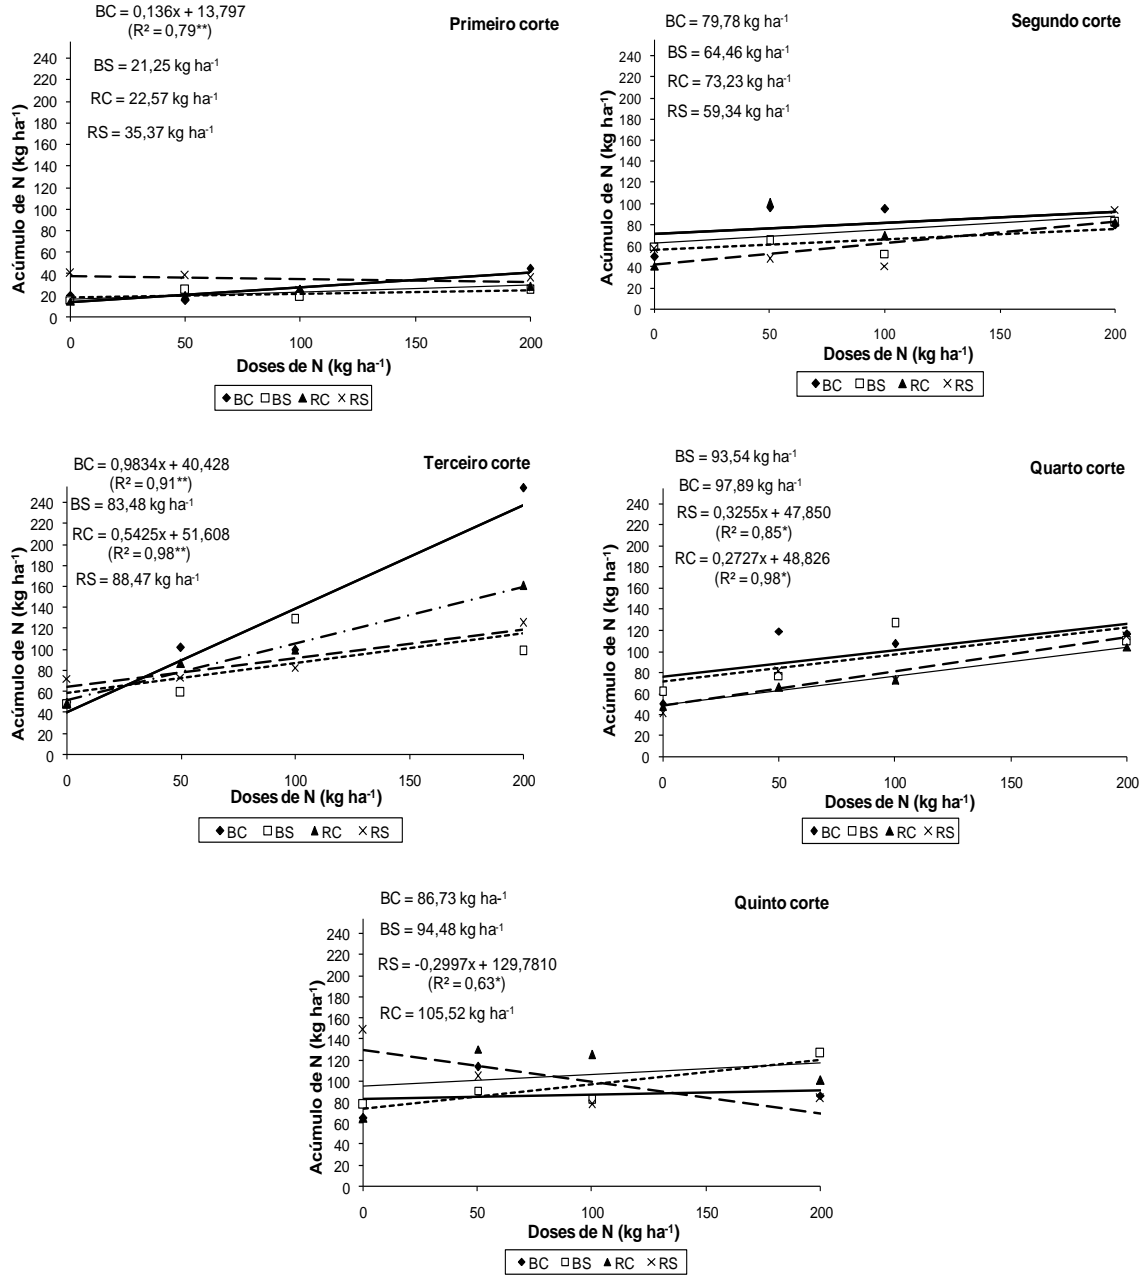 BC = 0,136x + 13,797
(R² = 0,79**)
Primeiro corte
BS = 21,25 kg ha⁻¹
RC = 22,57 kg ha⁻¹
RS = 35,37 kg ha⁻¹
Acúmulo de N (kg ha⁻¹)
240
220
200
180
160
140
120
100
80
60
40
20
0
0 50 100 150 200
Doses de N (kg ha⁻¹)
BC BS RC RS
BC = 79,78 kg ha⁻¹
Segundo corte
BS = 64,46 kg ha⁻¹
RC = 73,23 kg ha⁻¹
RS = 59,34 kg ha⁻¹
Acúmulo de N (kg ha⁻¹)
240
220
200
180
160
140
120
100
80
60
40
20
0
0 50 100 150 200
Doses de N (kg ha⁻¹)
BC BS RC RS
BC = 0,9834x + 40,428
(R² = 0,91**)
Terceiro corte
BS = 83,48 kg ha⁻¹
RC = 0,5425x + 51,608
(R² = 0,98**)
RS = 88,47 kg ha⁻¹
Acúmulo de N (kg ha⁻¹)
240
220
200
180
160
140
120
100
80
60
40
20
0
0 50 100 150 200
Doses de N (kg ha⁻¹)
BC BS RC RS
BS = 93,54 kg ha⁻¹
Quarto corte
BC = 97,89 kg ha⁻¹
RS = 0,3255x + 47,850
(R² = 0,85*)
RC = 0,2727x + 48,826
(R² = 0,98*)
Acúmulo de N (kg ha⁻¹)
240
220
200
180
160
140
120
100
80
60
40
20
0
0 50 100 150 200
Doses de N (kg ha⁻¹)
BC BS RC RS
BC = 86,73 kg ha-¹
Quinto corte
BS = 94,48 kg ha⁻¹
RS = -0,2997x + 129,7810
(R² = 0,63*)
RC = 105,52 kg ha⁻¹
Acúmulo de N (kg ha⁻¹)
240
220
200
180
160
140
120
100
80
60
40
20
0
0 50 100 150 200
Doses de N (kg ha⁻¹)
BC BS RC RS